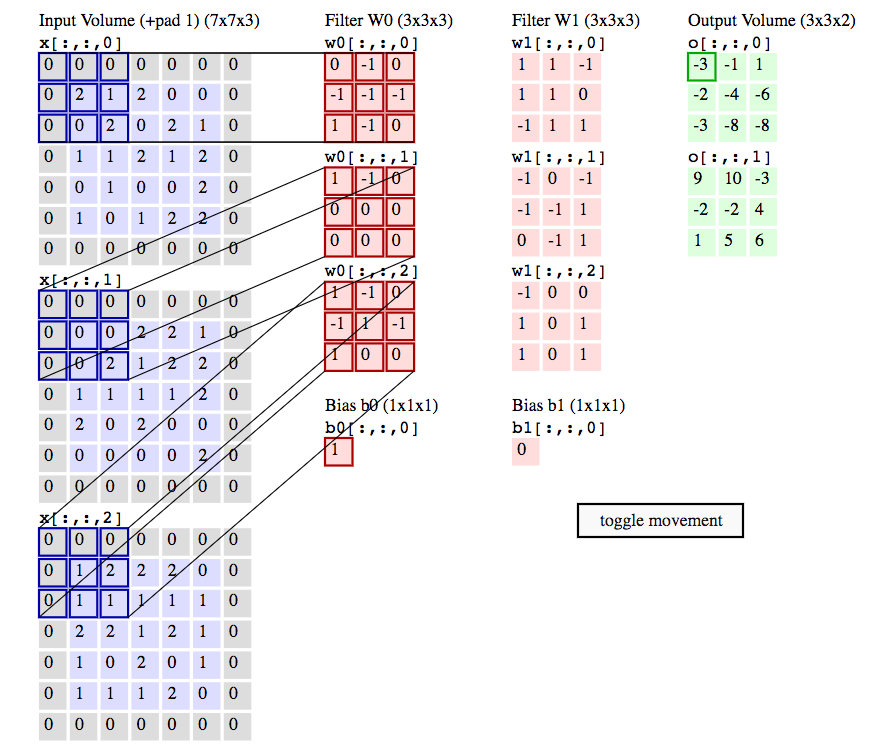 Input Volume (+pad 1) (7x7x3)
x[:,:,0]
0 0 0 0 0 0 0
0 2 1 2 0 0 0
0 0 2 0 2 1 0
0 1 1 2 1 2 0
0 0 1 0 0 2 0
0 1 0 1 2 2 0
0 0 0 0 0 0 0
x[:,:,1]
0 0 0 0 0 0 0
0 0 0 2 2 1 0
0 0 2 1 2 2 0
0 1 1 1 1 2 0
0 2 0 2 0 0 0
0 0 0 0 0 2 0
0 0 0 0 0 0 0
x[:,:,2]
0 0 0 0 0 0 0
0 1 2 2 2 0 0
0 1 1 1 1 1 0
0 2 2 1 2 1 0
0 1 0 2 0 1 0
0 1 1 1 2 0 0
0 0 0 0 0 0 0
Filter W0 (3x3x3)
w0[:,:,0]
0 -1 0
-1 -1 -1
1 -1 0
w0[:,:,1]
1 -1 0
0 0 0
0 0 0
w0[:,:,2]
1 -1 0
-1 1 -1
1 0 0
Bias b0 (1x1x1)
b0[:,:,0]
1
Filter W1 (3x3x3)
w1[:,:,0]
1 1 -1
1 1 0
-1 1 1
w1[:,:,1]
-1 0 -1
-1 -1 1
0 -1 1
w1[:,:,2]
-1 0 0
1 0 1
1 0 1
Bias b1 (1x1x1)
b1[:,:,0]
0
Output Volume (3x3x2)
o[:,:,0]
-3 -1 1
-2 -4 -6
-3 -8 -8
o[:,:,1]
9 10 -3
-2 -2 4
1 5 6
toggle movement